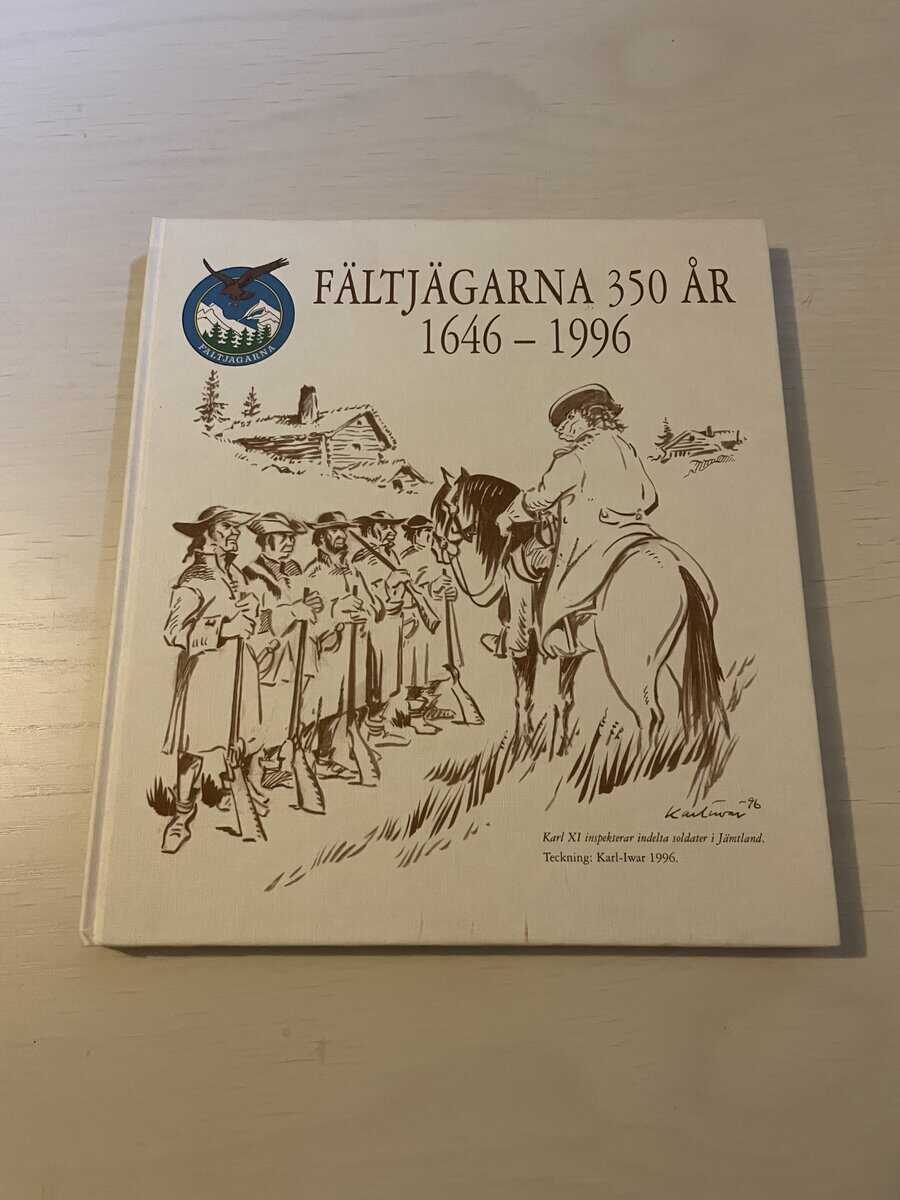 FÄLTJÄGARNA 350 ÅR
1646 – 1996
FÄLTJÄGARNA
Karl-Iwar -96
Karl XI inspekterar indelta soldater i Jämtland.
Teckning: Karl-Iwar 1996.